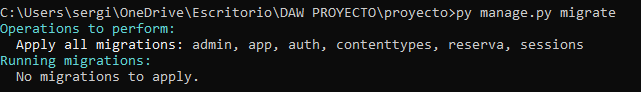 C:\Users\sergi\OneDrive\Escritorio\DAW PROYECTO\proyecto>py manage.py migrate
Operations to perform:
  Apply all migrations: admin, app, auth, contenttypes, reserva, sessions
Running migrations:
  No migrations to apply.